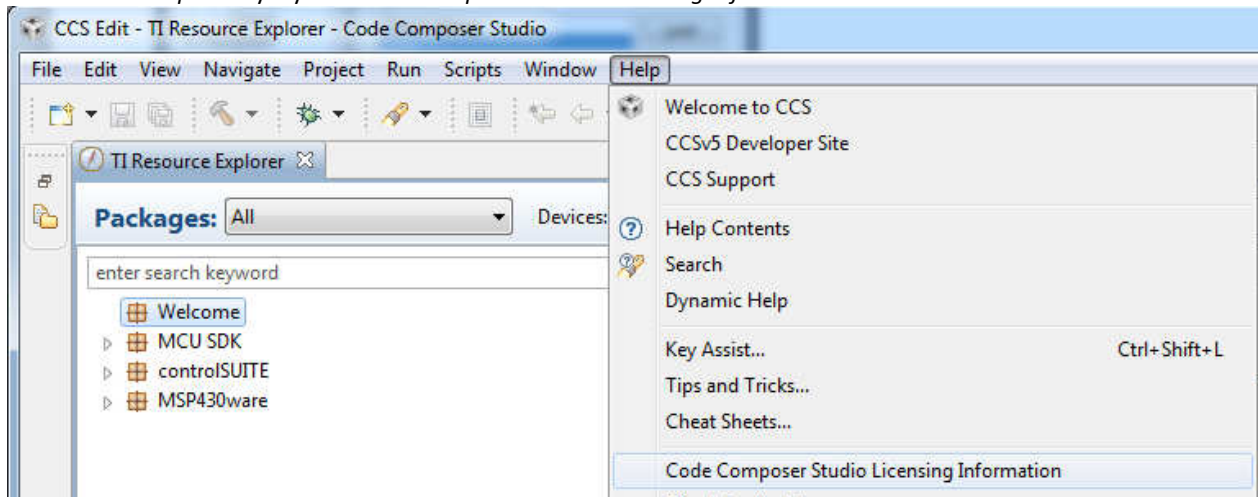 CCS Edit - TI Resource Explorer - Code Composer Studio
File Edit View Navigate Project Run Scripts Window Help
Welcome to CCS
CCSv5 Developer Site
CCS Support
Help Contents
Search
Dynamic Help
Key Assist... Ctrl+Shift+L
Tips and Tricks...
Cheat Sheets...
Code Composer Studio Licensing Information
TI Resource Explorer
Packages: All Devices:
enter search keyword
Welcome
MCU SDK
controlSUITE
MSP430ware